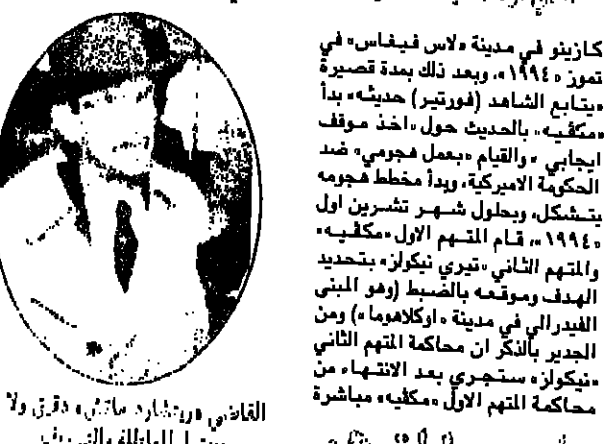 كازينو في مدينة «لاس فيغاس» في
تموز «١٩٩٤»، وبعد ذلك بمدة قصيرة
«يتابع الشاهد (فورتير) حديثه» بدأ
«مكڤيه» بالحديث حول «اخذ موقف
ايجابي» والقيام «بعمل هجومي» ضد
الحكومة الاميركية، وبدأ مخطط هجومه
يتشكل، وبحلول شهر تشرين اول
«١٩٩٤»، قام المتهم الاول «مكڤيه»
والمتهم الثاني «تيري نيكولز» بتحديد
الهدف وموقعه بالضبط (وهو المبنى
الفيدرالي في مدينة «اوكلاهوما») ومن
الجدير بالذكر ان محاكمة المتهم الثاني
«نيكولز» ستجري بعد الانتهاء من
محاكمة المتهم الاول «مكڤيه» مباشرة
القاضي «ريتشارد ماتش» دقيق ولا